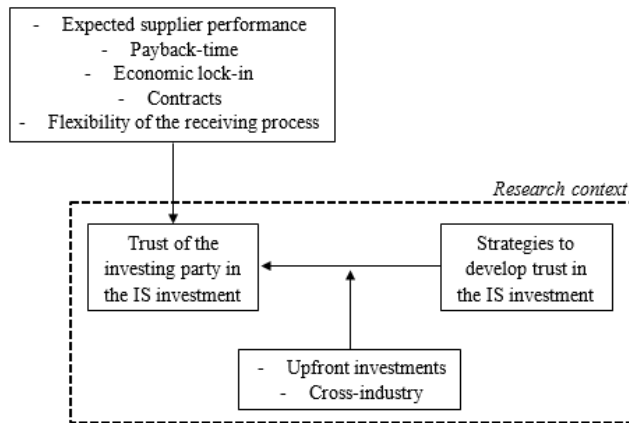 - Expected supplier performance
- Payback-time
- Economic lock-in
- Contracts
- Flexibility of the receiving process
Research context
Trust of the
investing party in
the IS investment
Strategies to
develop trust in
the IS investment
- Upfront investments
- Cross-industry